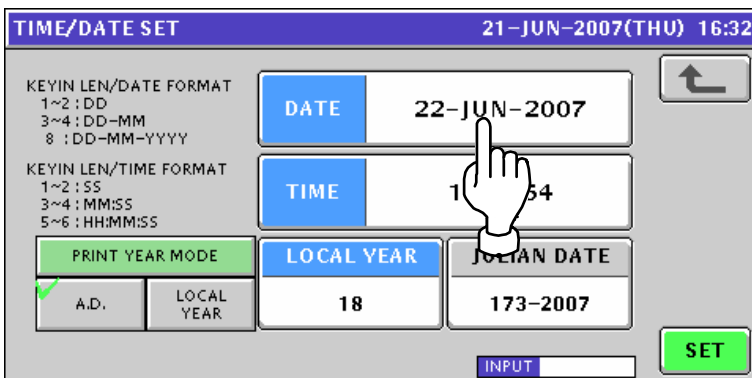 TIME/DATE SET
21-JUN-2007(THU) 16:32
KEYIN LEN/DATE FORMAT
1~2 : DD
3~4 : DD-MM
8 : DD-MM-YYYY
DATE
22-JUN-2007
KEYIN LEN/TIME FORMAT
1~2 : SS
3~4 : MM:SS
5~6 : HH:MM:SS
TIME
PRINT YEAR MODE
A.D.
LOCAL
YEAR
LOCAL YEAR
18
JULIAN DATE
173-2007
INPUT
SET